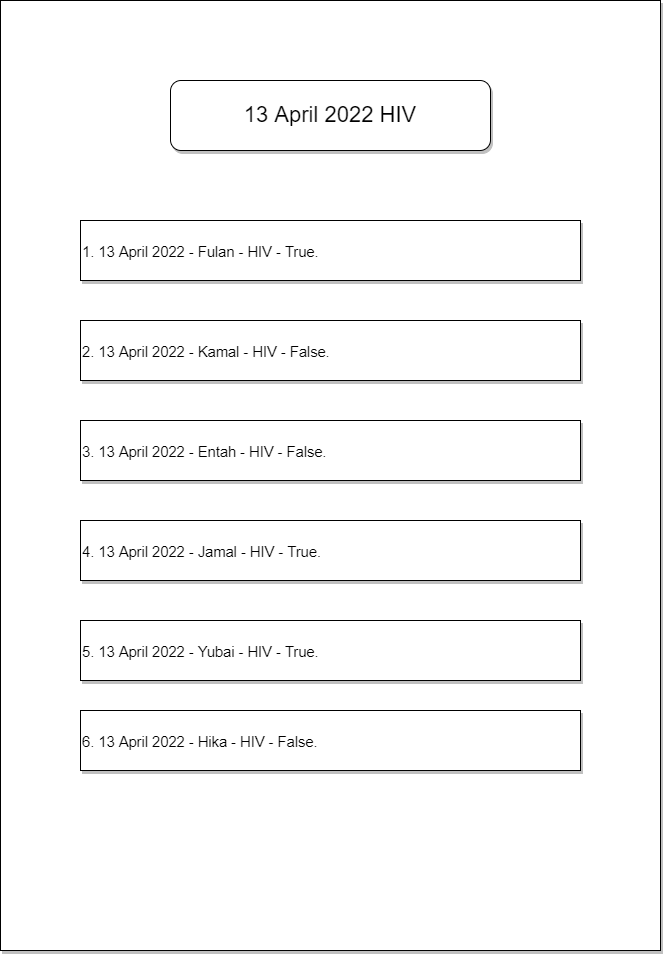 13 April 2022 HIV
1. 13 April 2022 - Fulan - HIV - True.
2. 13 April 2022 - Kamal - HIV - False.
3. 13 April 2022 - Entah - HIV - False.
4. 13 April 2022 - Jamal - HIV - True.
5. 13 April 2022 - Yubai - HIV - True.
6. 13 April 2022 - Hika - HIV - False.